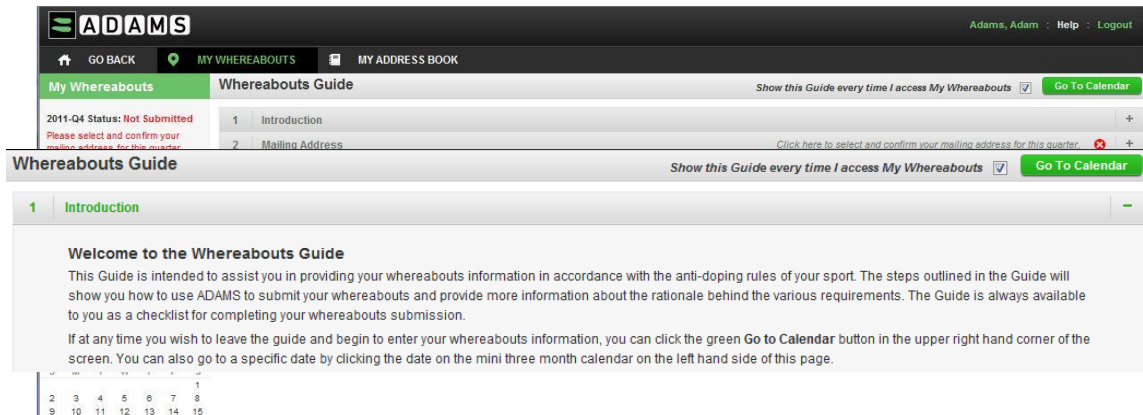 ADAMS
Adams, Adam : Help : Logout
GO BACK MY WHEREABOUTS MY ADDRESS BOOK
My Whereabouts
Whereabouts Guide
Show this Guide every time I access My Whereabouts
Go To Calendar
2011-Q4 Status: Not Submitted
Please select and confirm your
mailing address for this quarter
1 Introduction +
2 Mailing Address Click here to select and confirm your mailing address for this quarter. +
Whereabouts Guide
Show this Guide every time I access My Whereabouts
Go To Calendar
1 Introduction −
Welcome to the Whereabouts Guide
This Guide is intended to assist you in providing your whereabouts information in accordance with the anti-doping rules of your sport. The steps outlined in the Guide will
show you how to use ADAMS to submit your whereabouts and provide more information about the rationale behind the various requirements. The Guide is always available
to you as a checklist for completing your whereabouts submission.
If at any time you wish to leave the guide and begin to enter your whereabouts information, you can click the green Go to Calendar button in the upper right hand corner of the
screen. You can also go to a specific date by clicking the date on the mini three month calendar on the left hand side of this page.
1
2 3 4 5 6 7 8
9 10 11 12 13 14 15